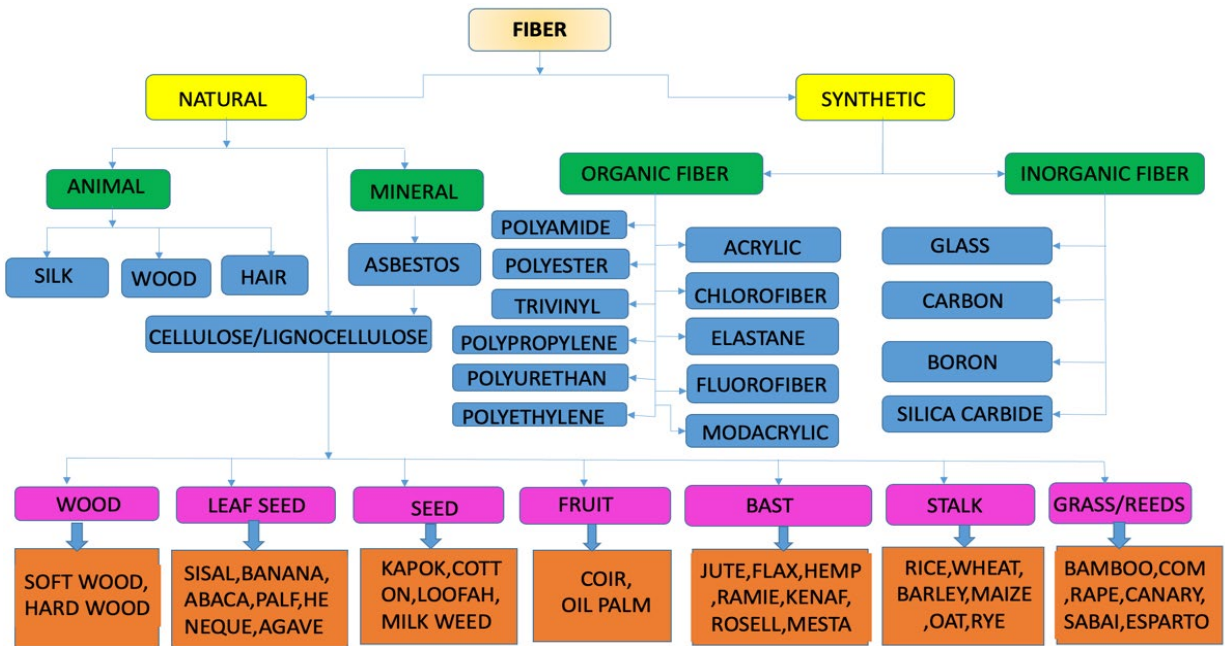 FIBER
NATURAL
SYNTHETIC
ANIMAL
MINERAL
ORGANIC FIBER
INORGANIC FIBER
SILK
WOOD
HAIR
ASBESTOS
CELLULOSE/LIGNOCELLULOSE
POLYAMIDE
POLYESTER
TRIVINYL
POLYPROPYLENE
POLYURETHAN
POLYETHYLENE
ACRYLIC
CHLOROFIBER
ELASTANE
FLUOROFIBER
MODACRYLIC
GLASS
CARBON
BORON
SILICA CARBIDE
WOOD
LEAF SEED
SEED
FRUIT
BAST
STALK
GRASS/REEDS
SOFT WOOD,
HARD WOOD
SISAL,BANANA,
ABACA,PALF,HE
NEQUE,AGAVE
KAPOK,COTT
ON,LOOFAH,
MILK WEED
COIR,
OIL PALM
JUTE,FLAX,HEMP
,RAMIE,KENAF,
ROSELL,MESTA
RICE,WHEAT,
BARLEY,MAIZE
,OAT,RYE
BAMBOO,COM
,RAPE,CANARY,
SABAI,ESPARTO